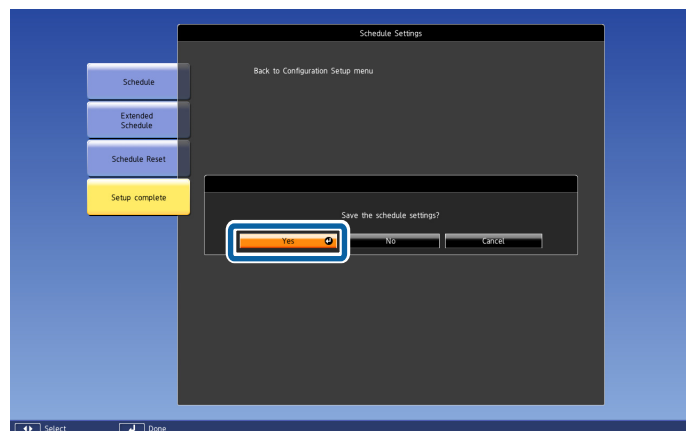 Schedule Settings
Back to Configuration Setup menu
Schedule
Extended
Schedule
Schedule Reset
Setup complete
Save the schedule settings?
Yes No Cancel
Select Done